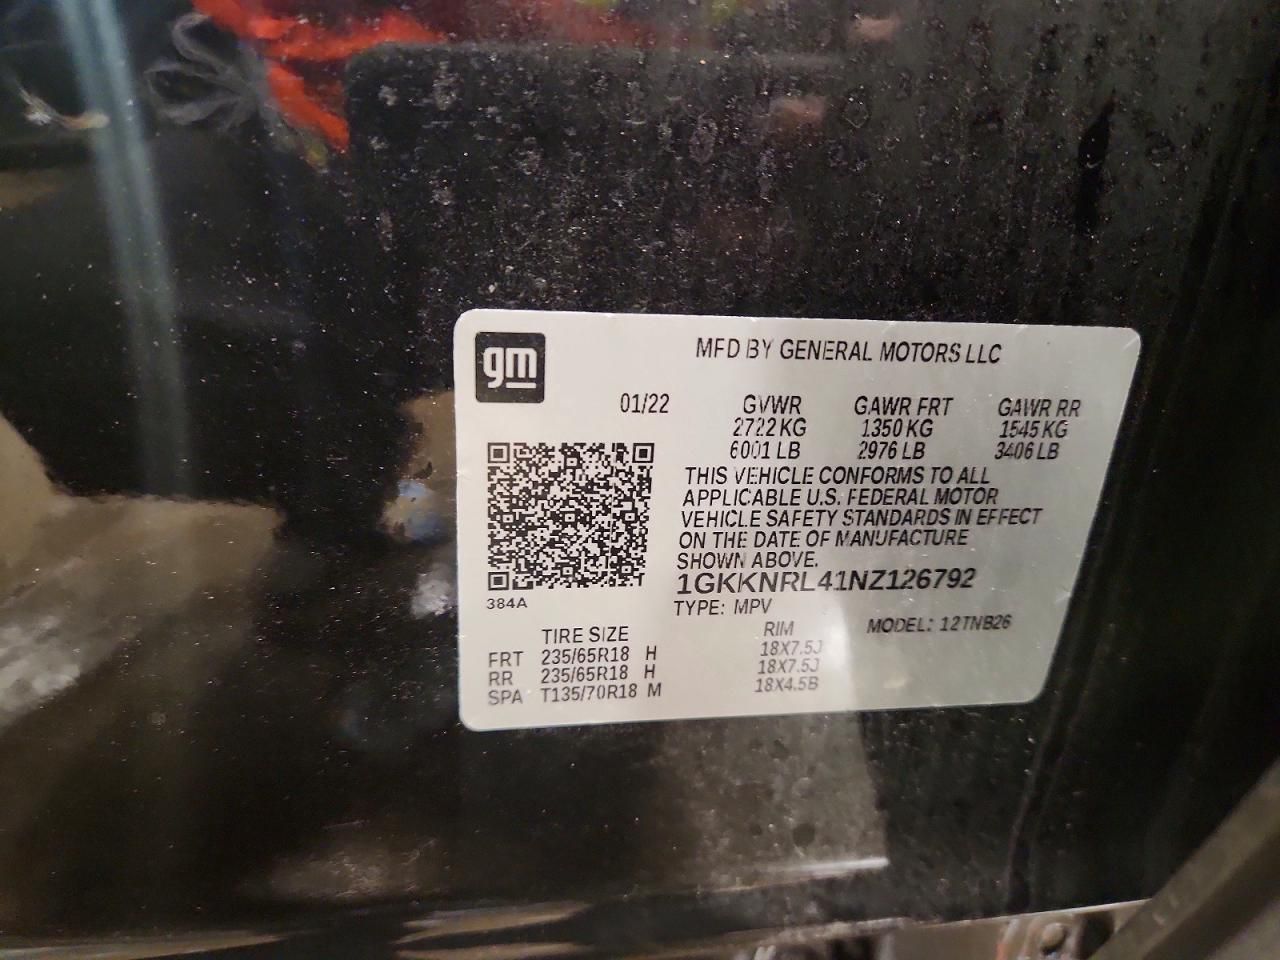 gm
MFD BY GENERAL MOTORS LLC
01/22 GVWR GAWR FRT GAWR RR
2722 KG 1350 KG 1545 KG
6001 LB 2976 LB 3406 LB
THIS VEHICLE CONFORMS TO ALL
APPLICABLE U.S. FEDERAL MOTOR
VEHICLE SAFETY STANDARDS IN EFFECT
ON THE DATE OF MANUFACTURE
SHOWN ABOVE.
1GKKNRL41NZ126792
384A
TYPE: MPV
MODEL: 12TNB26
TIRE SIZE RIM
FRT 235/65R18 H 18X7.5J
RR 235/65R18 H 18X7.5J
SPA T135/70R18 M 18X4.5B